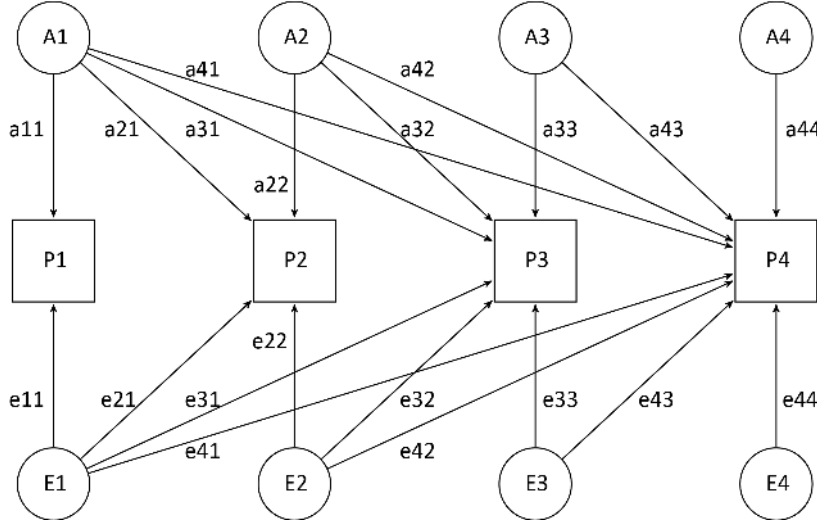 A1 A2 A3 A4
a41 a42
a11 a21 a31 a32 a33 a43 a44
a22
P1 P2 P3 P4
e22
e11 e21 e31 e32 e33 e43 e44
e41 e42
E1 E2 E3 E4